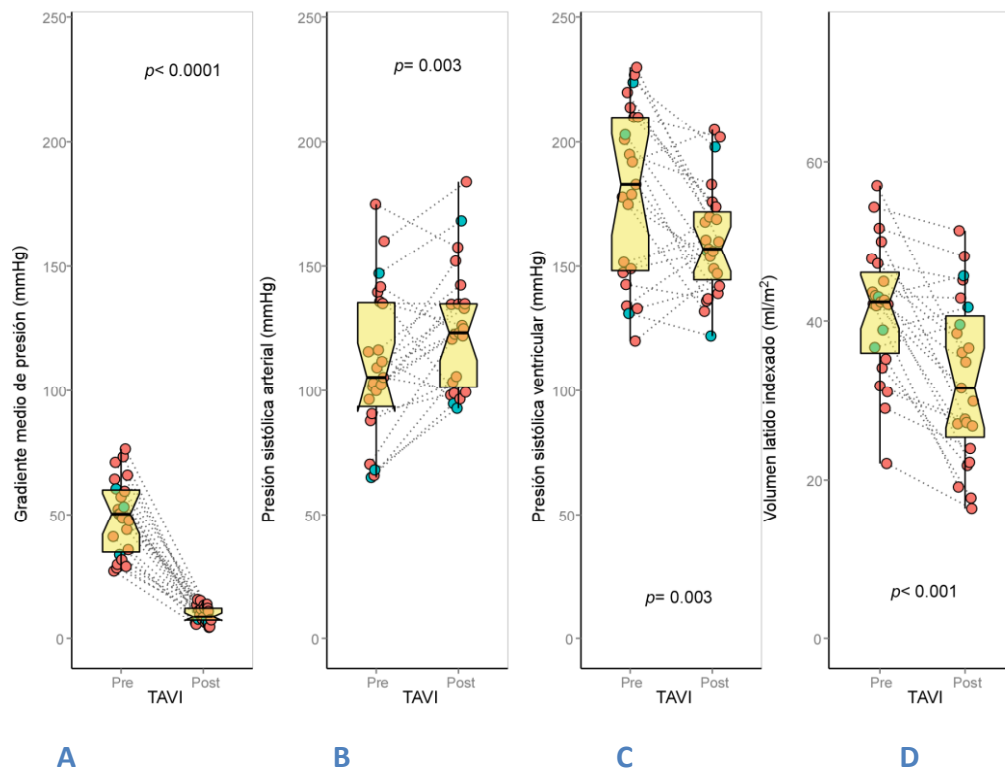 Gradiente medio de presión (mmHg)
250
200
150
100
50
0
p< 0.0001
Pre
Post
TAVI
A
Presión sistólica arterial (mmHg)
250
200
150
100
50
0
p= 0.003
Pre
Post
TAVI
B
Presión sistólica ventricular (mmHg)
250
200
150
100
50
0
p= 0.003
Pre
Post
TAVI
C
Volumen latido indexado (ml/m²)
60
40
20
0
p< 0.001
Pre
Post
TAVI
D